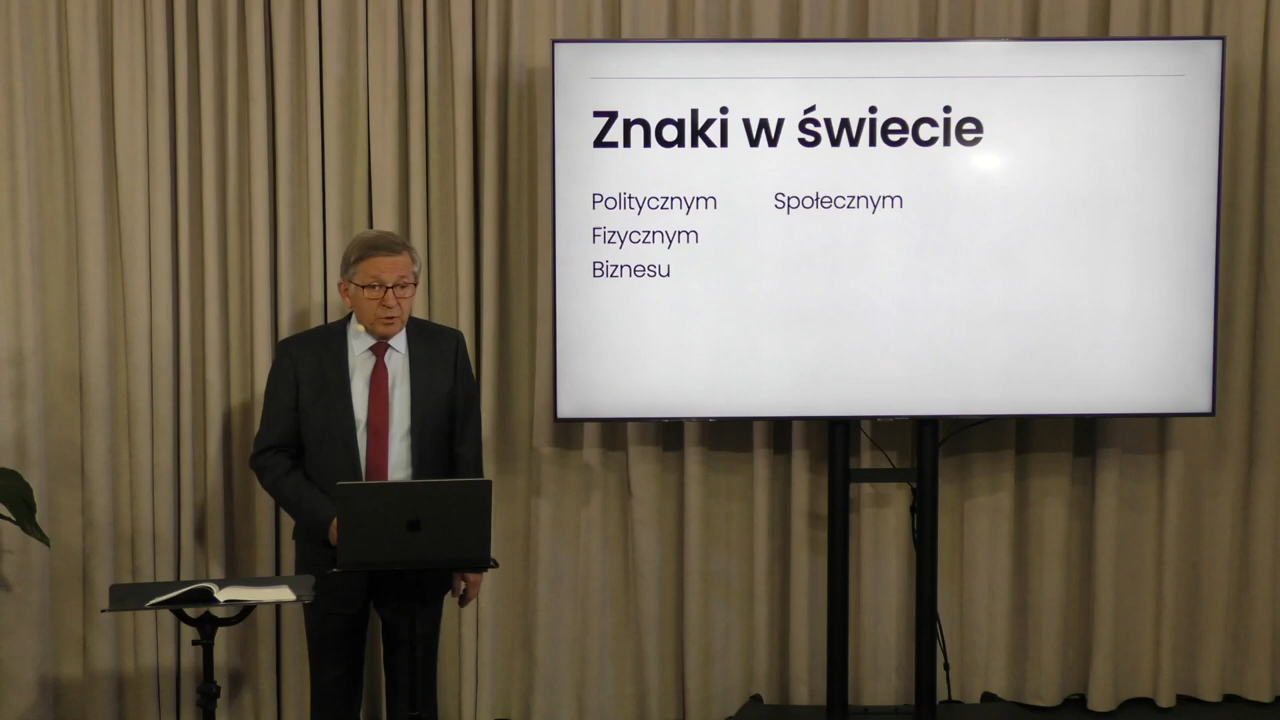 Znaki w świecie
Politycznym
Fizycznym
Biznesu
Społecznym